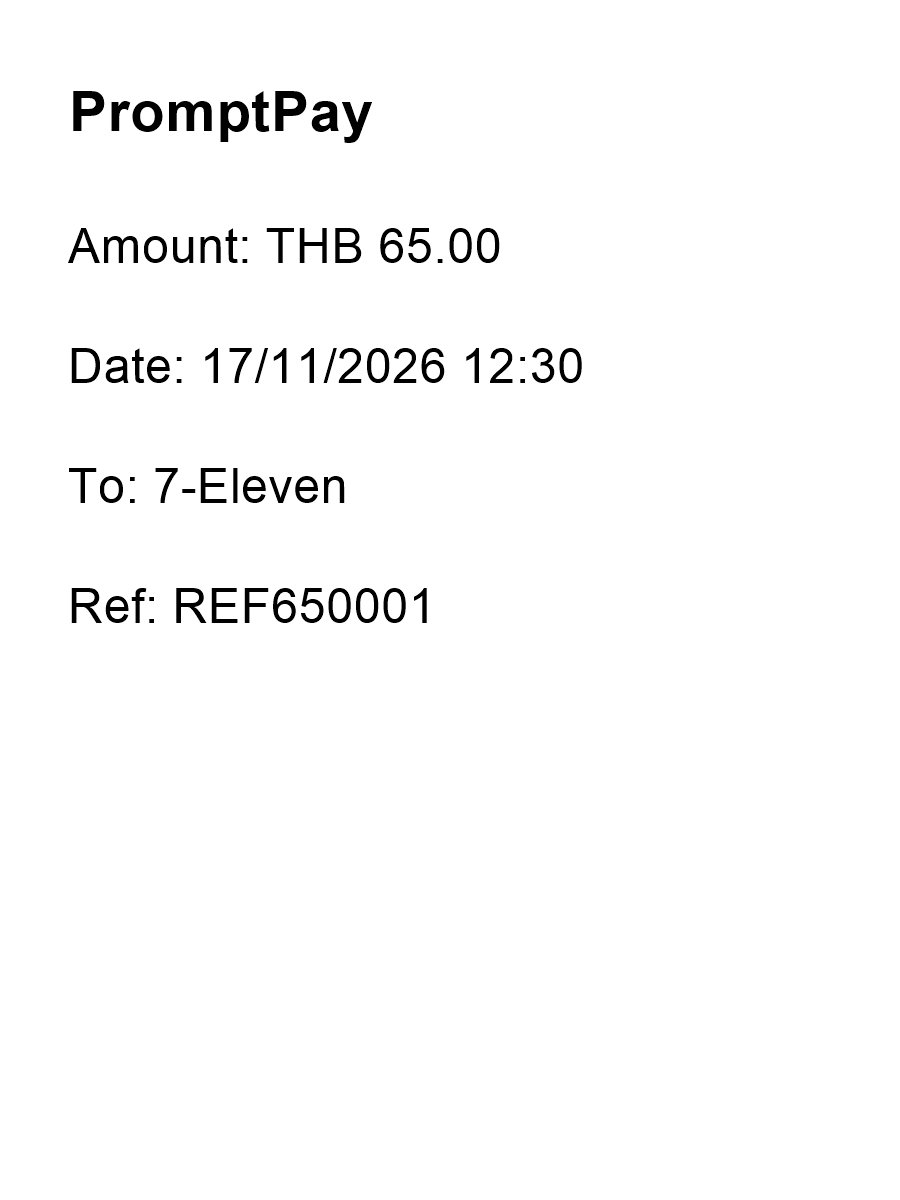 PromptPay
Amount: THB 65.00
Date: 17/11/2026 12:30
To: 7-Eleven
Ref: REF650001